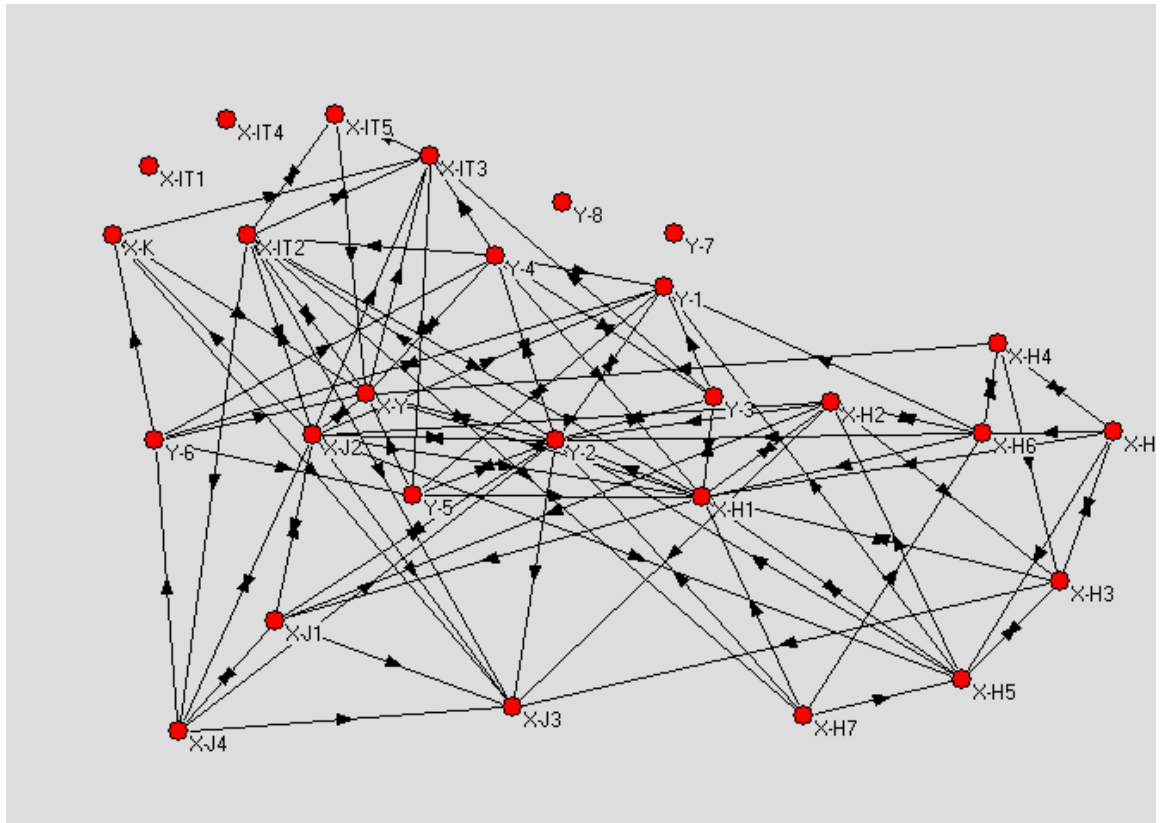 X-IT5
X-IT4
X-IT3
X-IT1
Y-8
Y-7
X-K
X-IT2
Y-4
Y-1
X-H4
X-Y
Y-3
X-H2
Y-6
X-J2
Y-2
X-H6
X-H
Y-5
X-H1
X-H3
X-J1
X-H5
X-J4
X-J3
X-H7